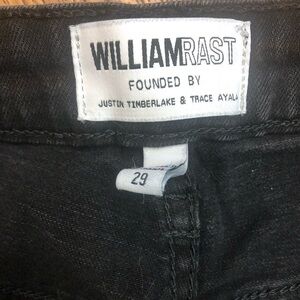 WILLIAMRAST
FOUNDED BY
JUSTIN TIMBERLAKE & TRACE AYALA
29